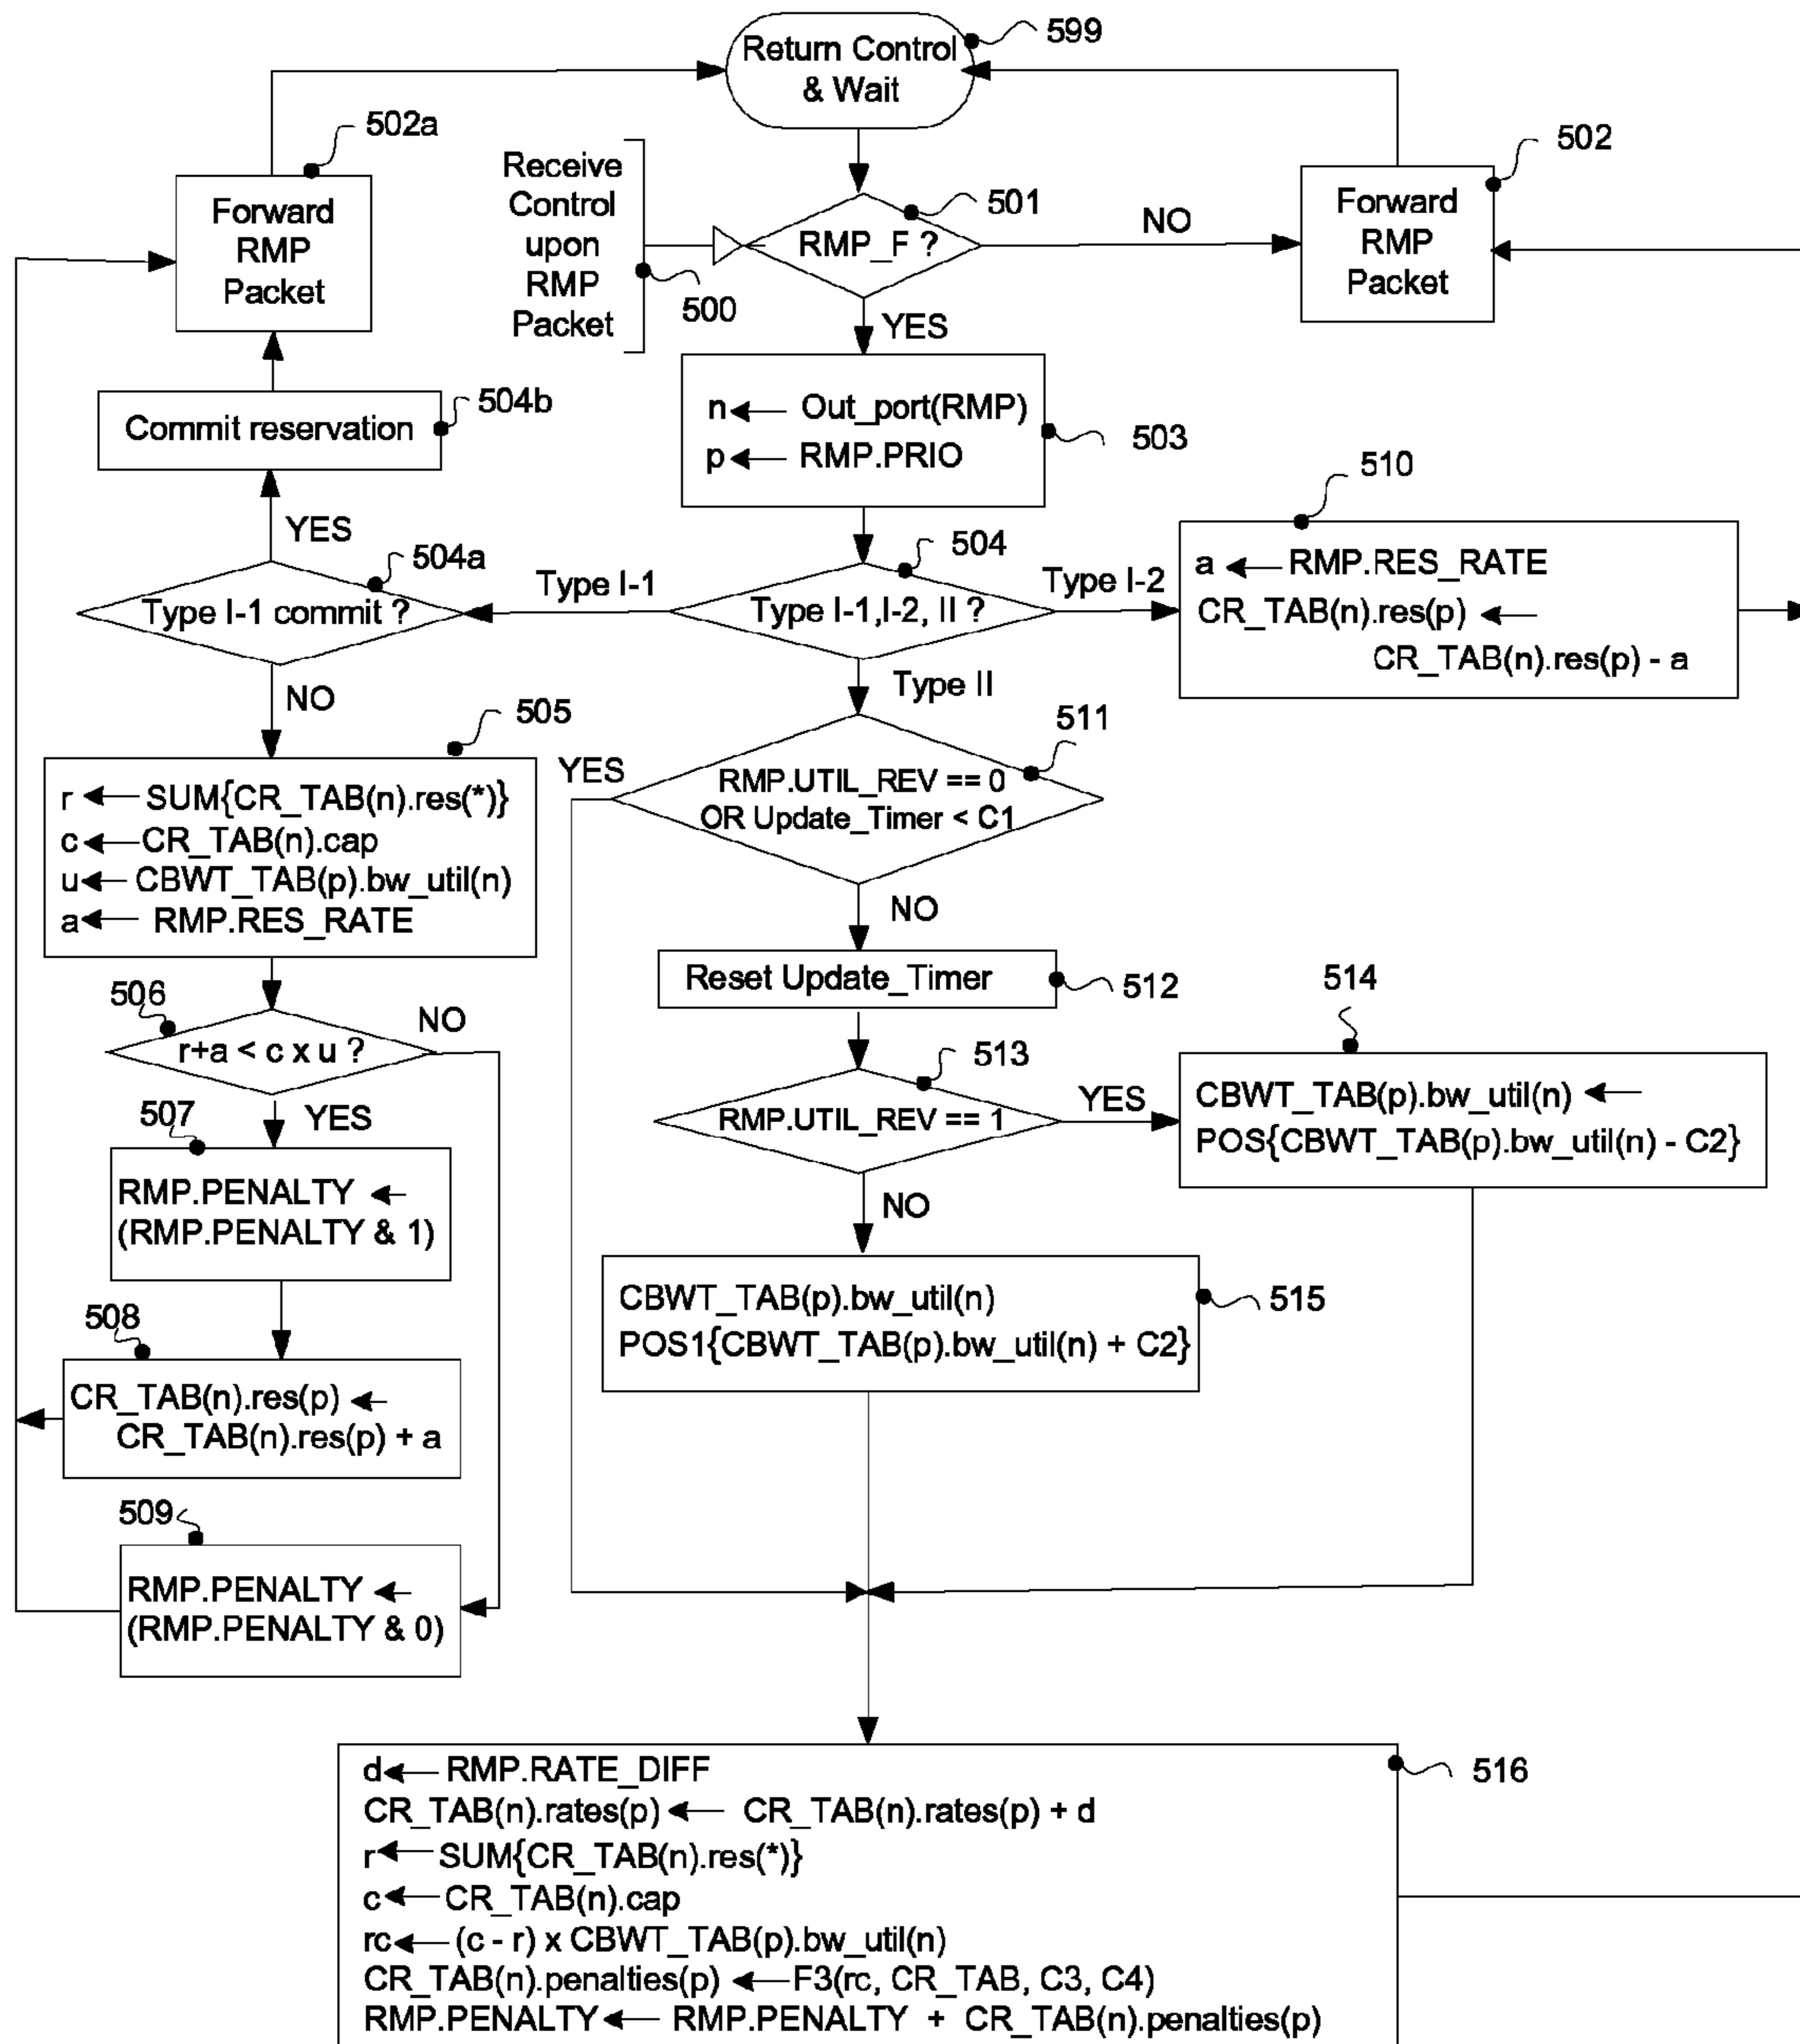 Return Control
& Wait
599
502a
Forward
RMP
Packet
Receive
Control
upon
RMP
Packet
500
501
RMP_F ?
NO
YES
502
Forward
RMP
Packet
504b
Commit reservation
n ← Out_port(RMP)
p ← RMP.PRIO
503
510
a ← RMP.RES_RATE
CR_TAB(n).res(p) ←
CR_TAB(n).res(p) - a
YES
504a
Type I-1 commit ?
Type I-1
504
Type I-1,I-2, II ?
Type I-2
Type II
NO
505
r ← SUM{CR_TAB(n).res(*)}
c ← CR_TAB(n).cap
u ← CBWT_TAB(p).bw_util(n)
a ← RMP.RES_RATE
511
YES
RMP.UTIL_REV == 0
OR Update_Timer < C1
NO
Reset Update_Timer
512
506
NO
r+a < c x u ?
YES
513
RMP.UTIL_REV == 1
YES
NO
514
CBWT_TAB(p).bw_util(n) ←
POS{CBWT_TAB(p).bw_util(n) - C2}
507
RMP.PENALTY ←
(RMP.PENALTY & 1)
CBWT_TAB(p).bw_util(n)
POS1{CBWT_TAB(p).bw_util(n) + C2}
515
508
CR_TAB(n).res(p) ←
CR_TAB(n).res(p) + a
509
RMP.PENALTY ←
(RMP.PENALTY & 0)
516
d ← RMP.RATE_DIFF
CR_TAB(n).rates(p) ← CR_TAB(n).rates(p) + d
r ← SUM{CR_TAB(n).res(*)}
c ← CR_TAB(n).cap
rc ← (c - r) x CBWT_TAB(p).bw_util(n)
CR_TAB(n).penalties(p) ← F3(rc, CR_TAB, C3, C4)
RMP.PENALTY ← RMP.PENALTY + CR_TAB(n).penalties(p)